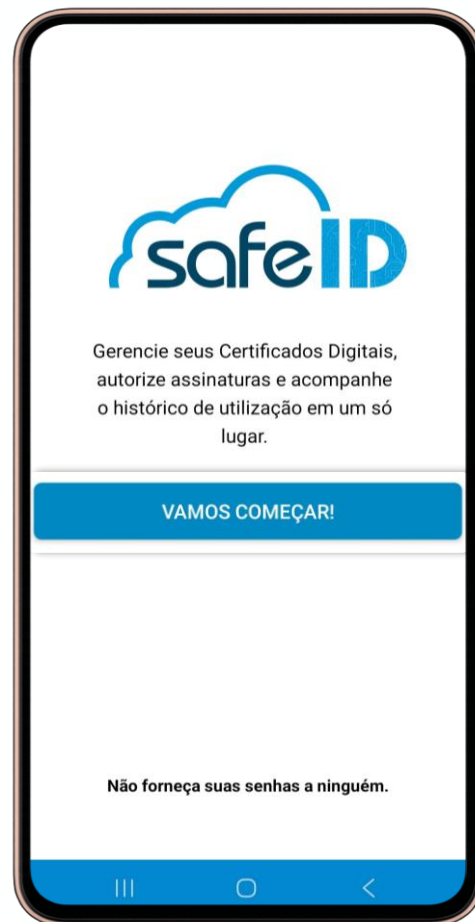 safeID
Gerencie seus Certificados Digitais,
autorize assinaturas e acompanhe
o histórico de utilização em um só
lugar.
VAMOS COMEÇAR!
Não forneça suas senhas a ninguém.